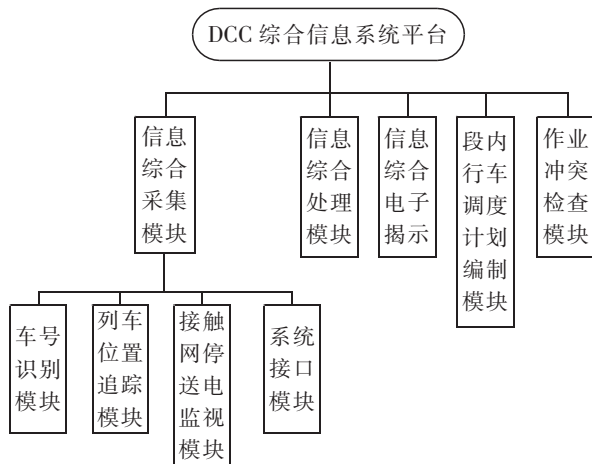 DCC 综合信息系统平台
信息
综合
采集
模块
信息
综合
处理
模块
信息
综合
电子
揭示
段内
行车
调度
计划
编制
模块
作业
冲突
检查
模块
车号
识别
模块
列车
位置
追踪
模块
接触
网停
送电
监视
模块
系统
接口
模块